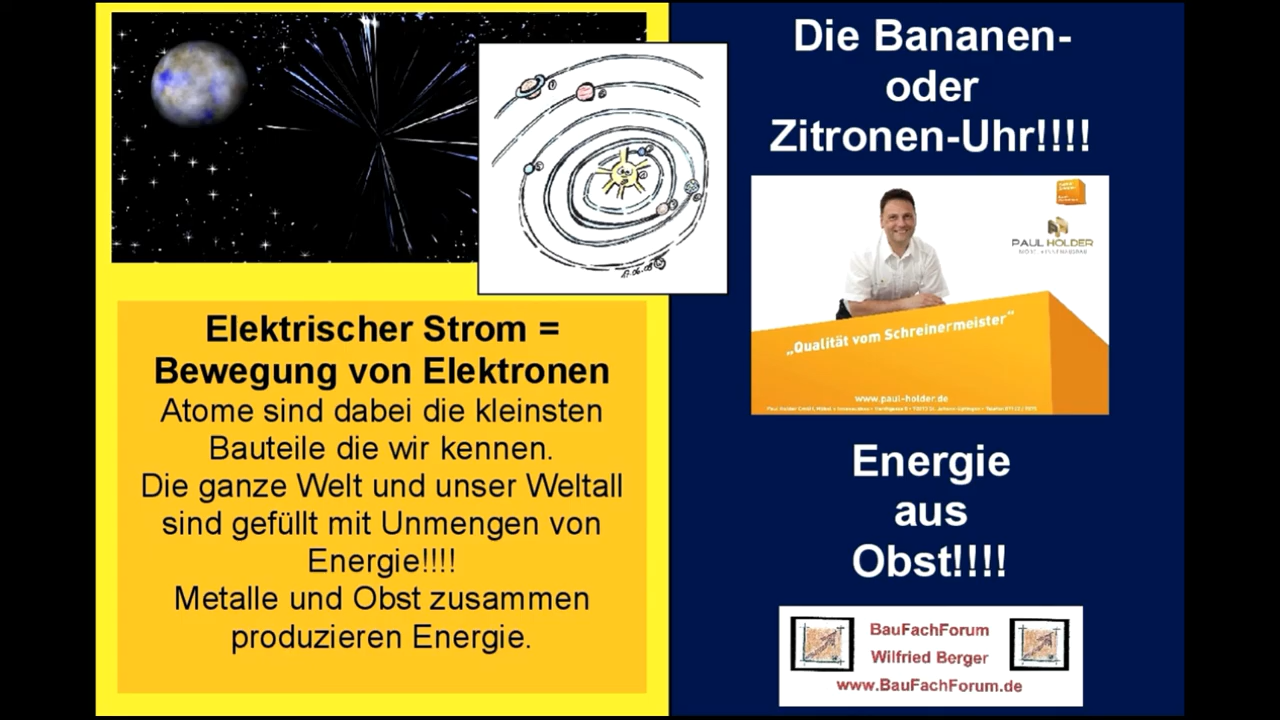 Elektrischer Strom =
Bewegung von Elektronen
Atome sind dabei die kleinsten
Bauteile die wir kennen.
Die ganze Welt und unser Weltall
sind gefüllt mit Unmengen von
Energie!!!!
Metalle und Obst zusammen
produzieren Energie.
Die Bananen-
oder
Zitronen-Uhr!!!!
PAUL HOLDER
„Qualität vom Schreinermeister“
www.paul-holder.de
Energie
aus
Obst!!!!
BauFachForum
Wilfried Berger
www.BauFachForum.de